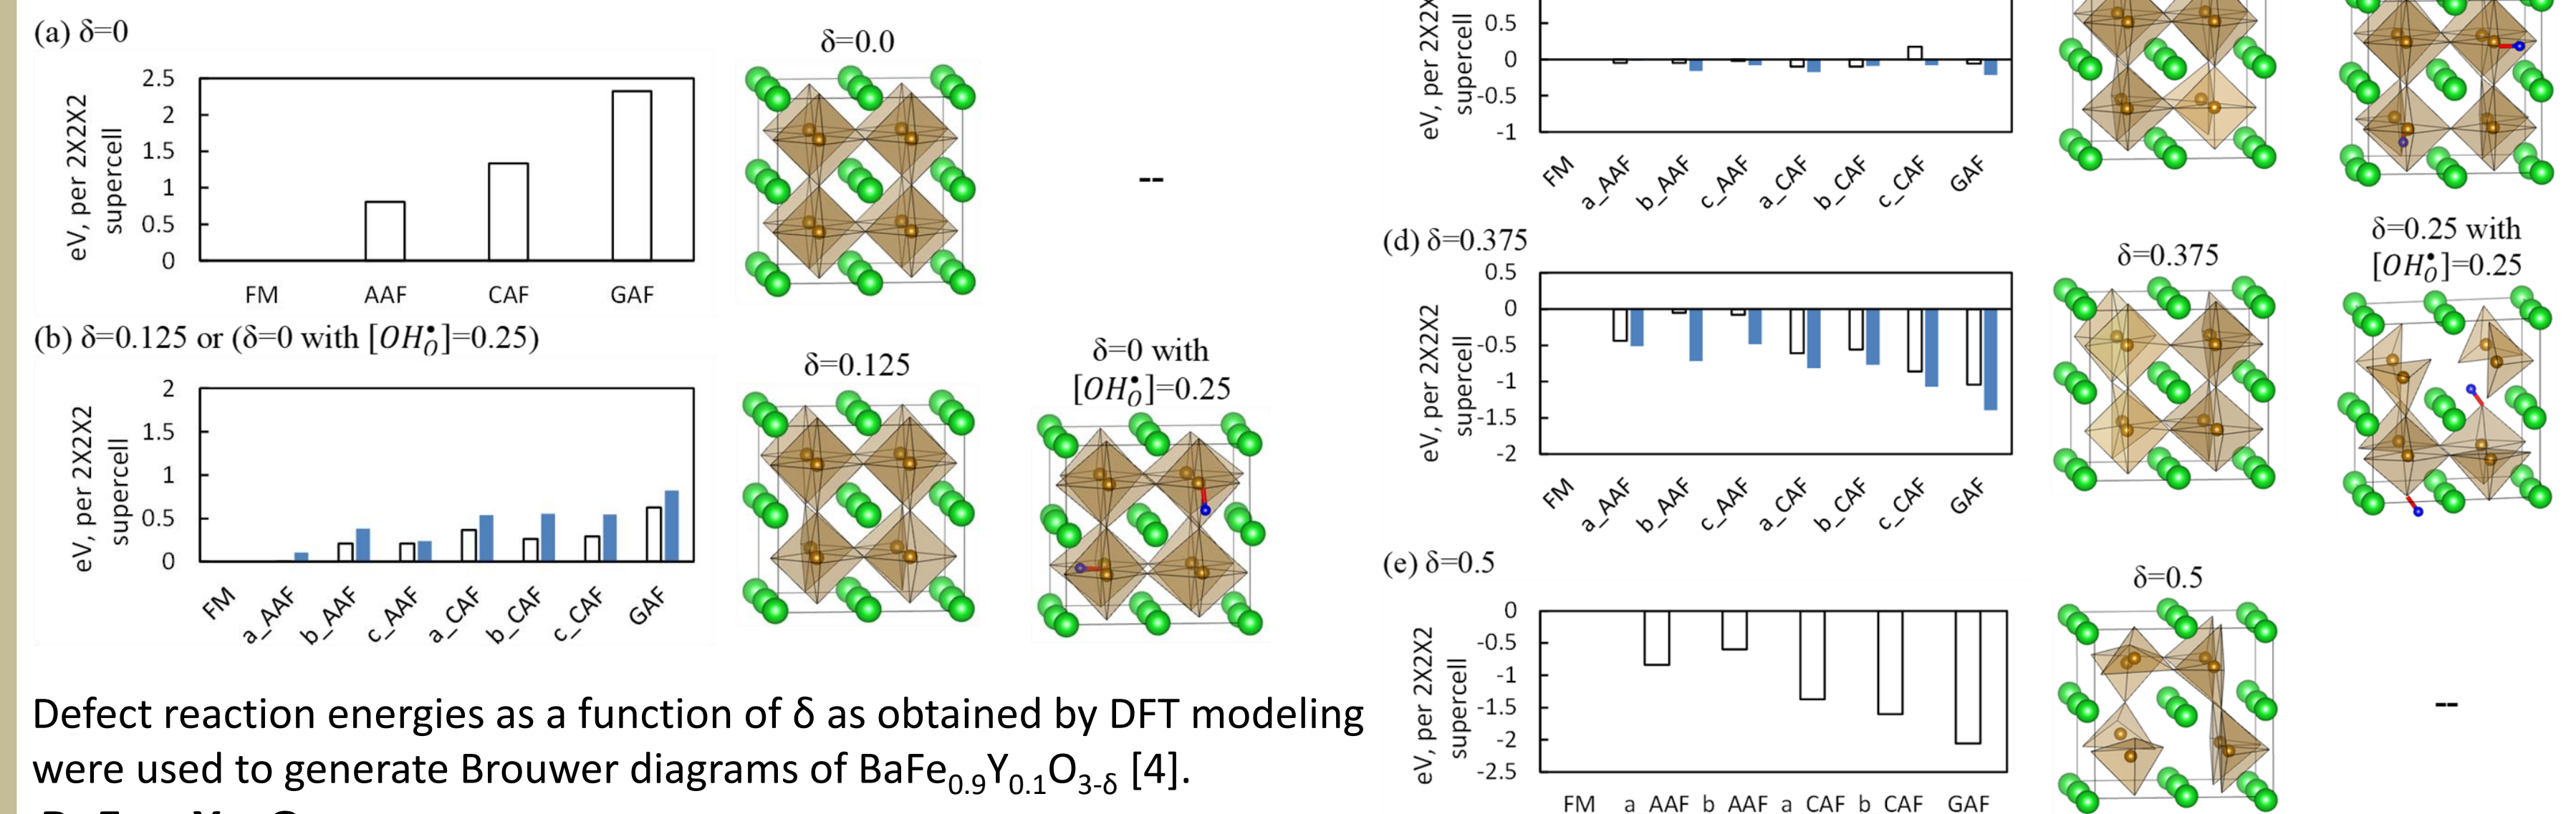 (a) δ=0
eV, per 2X2X2
supercell
2.5
2
1.5
1
0.5
0
FM AAF CAF GAF
δ=0.0
--
(b) δ=0.125 or (δ=0 with [OH•O]=0.25)
eV, per 2X2X2
supercell
2
1.5
1
0.5
0
FM a_AAF b_AAF c_AAF a_CAF b_CAF c_CAF GAF
δ=0.125
δ=0 with
[OH•O]=0.25
Defect reaction energies as a function of δ as obtained by DFT modeling
were used to generate Brouwer diagrams of BaFe0.9Y0.1O3-δ [4].
eV, per 2X2X
supercell
0.5
0
-0.5
-1
FM a_AAF b_AAF c_AAF a_CAF b_CAF c_CAF GAF
(d) δ=0.375
eV, per 2X2X2
supercell
0.5
0
-0.5
-1
-1.5
-2
FM a_AAF b_AAF c_AAF a_CAF b_CAF c_CAF GAF
δ=0.375
δ=0.25 with
[OH•O]=0.25
(e) δ=0.5
eV, per 2X2X2
supercell
0
-0.5
-1
-1.5
-2
-2.5
FM a AAF b AAF a CAF b CAF GAF
δ=0.5
--